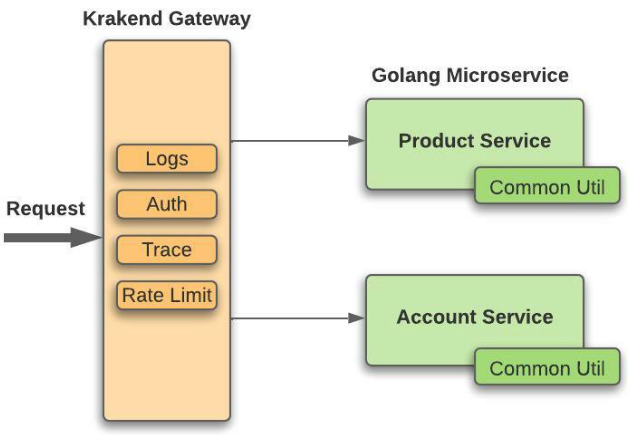 Krakend Gateway
Request
Logs
Auth
Trace
Rate Limit
Golang Microservice
Product Service
Common Util
Account Service
Common Util